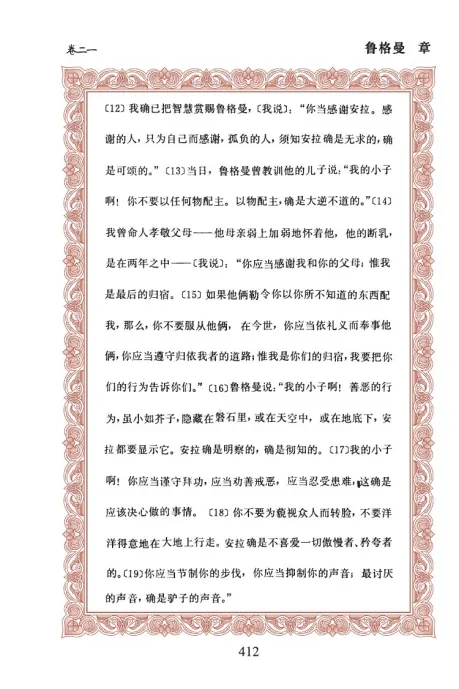 卷二一
鲁格曼 章
〔12〕我确已把智慧赏赐鲁格曼,〔我说〕:“你当感谢安拉。感
谢的人,只为自己而感谢,孤负的人,须知安拉确是无求的,确
是可颂的。”〔13〕当日,鲁格曼曾教训他的儿子说:“我的小子
啊!你不要以任何物配主。以物配主,确是大逆不道的。”〔14〕
我曾命人孝敬父母——他母亲弱上加弱地怀着他,他的断乳,
是在两年之中——〔我说〕:“你应当感谢我和你的父母;惟我
是最后的归宿。〔15〕如果他俩勒令你以你所不知道的东西配
我,那么,你不要服从他俩,在今世,你应当依礼义而奉事他
俩,你应当遵守归依我者的道路;惟我是你们的归宿,我要把你
们的行为告诉你们。”〔16〕鲁格曼说:“我的小子啊!善恶的行
为,虽小如芥子,隐藏在磐石里,或在天空中,或在地底下,安
拉都要显示它。安拉确是明察的,确是彻知的。〔17〕我的小子
啊!你应当谨守拜功,应当劝善戒恶,应当忍受患难,这确是
应该决心做的事情。〔18〕你不要为藐视众人而转脸,不要洋
洋得意地在大地上行走。安拉确是不喜爱一切傲慢者、矜夸者
的。〔19〕你应当节制你的步伐,你应当抑制你的声音;最讨厌
的声音,确是驴子的声音。”
412